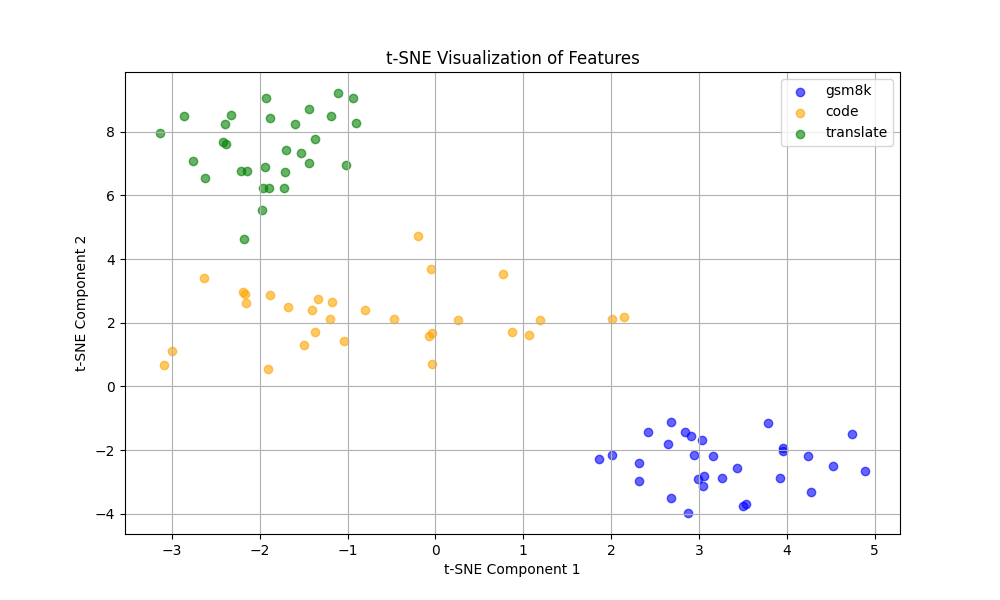 t-SNE Visualization of Features
gsm8k
code
translate
t-SNE Component 2
8
6
4
2
0
−2
−4
−3
−2
−1
0
1
2
3
4
5
t-SNE Component 1